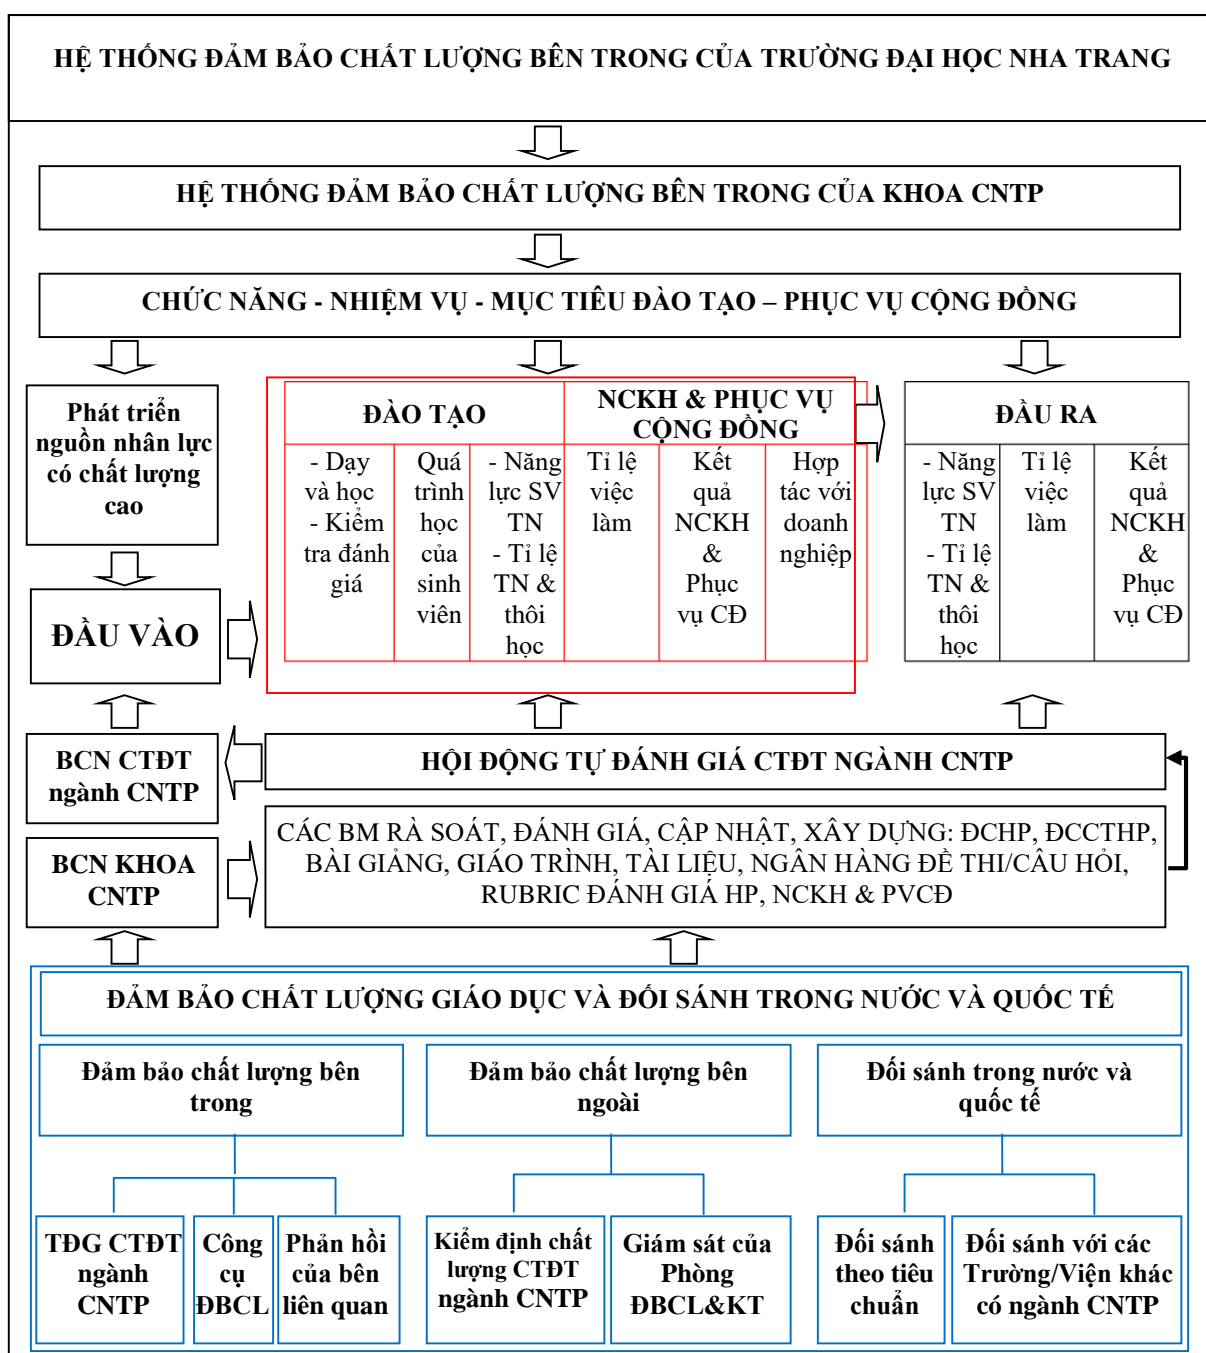 HỆ THỐNG ĐẢM BẢO CHẤT LƯỢNG BÊN TRONG CỦA TRƯỜNG ĐẠI HỌC NHA TRANG
HỆ THỐNG ĐẢM BẢO CHẤT LƯỢNG BÊN TRONG CỦA KHOA CNTP
CHỨC NĂNG - NHIỆM VỤ - MỤC TIÊU ĐÀO TẠO – PHỤC VỤ CỘNG ĐỒNG
Phát triển
nguồn nhân lực
có chất lượng
cao
ĐẦU VÀO
ĐÀO TẠO
- Dạy
và học
- Kiểm
tra đánh
giá
Quá
trình
học
của
sinh
viên
- Năng
lực SV
TN
- Tỉ lệ
TN &
thôi
học
NCKH & PHỤC VỤ
CỘNG ĐỒNG
Tỉ lệ
việc
làm
Kết
quả
NCKH
&
Phục
vụ CĐ
Hợp
tác với
doanh
nghiệp
ĐẦU RA
- Năng
lực SV
TN
- Tỉ lệ
TN &
thôi
học
Tỉ lệ
việc
làm
Kết
quả
NCKH
&
Phục
vụ CĐ
BCN CTĐT
ngành CNTP
HỘI ĐỘNG TỰ ĐÁNH GIÁ CTĐT NGÀNH CNTP
BCN KHOA
CNTP
CÁC BM RÀ SOÁT, ĐÁNH GIÁ, CẬP NHẬT, XÂY DỰNG: ĐCHP, ĐCCTHP,
BÀI GIẢNG, GIÁO TRÌNH, TÀI LIỆU, NGÂN HÀNG ĐỀ THI/CÂU HỎI,
RUBRIC ĐÁNH GIÁ HP, NCKH & PVCĐ
ĐẢM BẢO CHẤT LƯỢNG GIÁO DỤC VÀ ĐỐI SÁNH TRONG NƯỚC VÀ QUỐC TẾ
Đảm bảo chất lượng bên
trong
Đảm bảo chất lượng bên
ngoài
Đối sánh trong nước và
quốc tế
TĐG CTĐT
ngành
CNTP
Công
cụ
ĐBCL
Phản hồi
của bên
liên quan
Kiểm định chất
lượng CTĐT
ngành CNTP
Giám sát của
Phòng
ĐBCL&KT
Đối sánh
theo tiêu
chuẩn
Đối sánh với các
Trường/Viện khác
có ngành CNTP